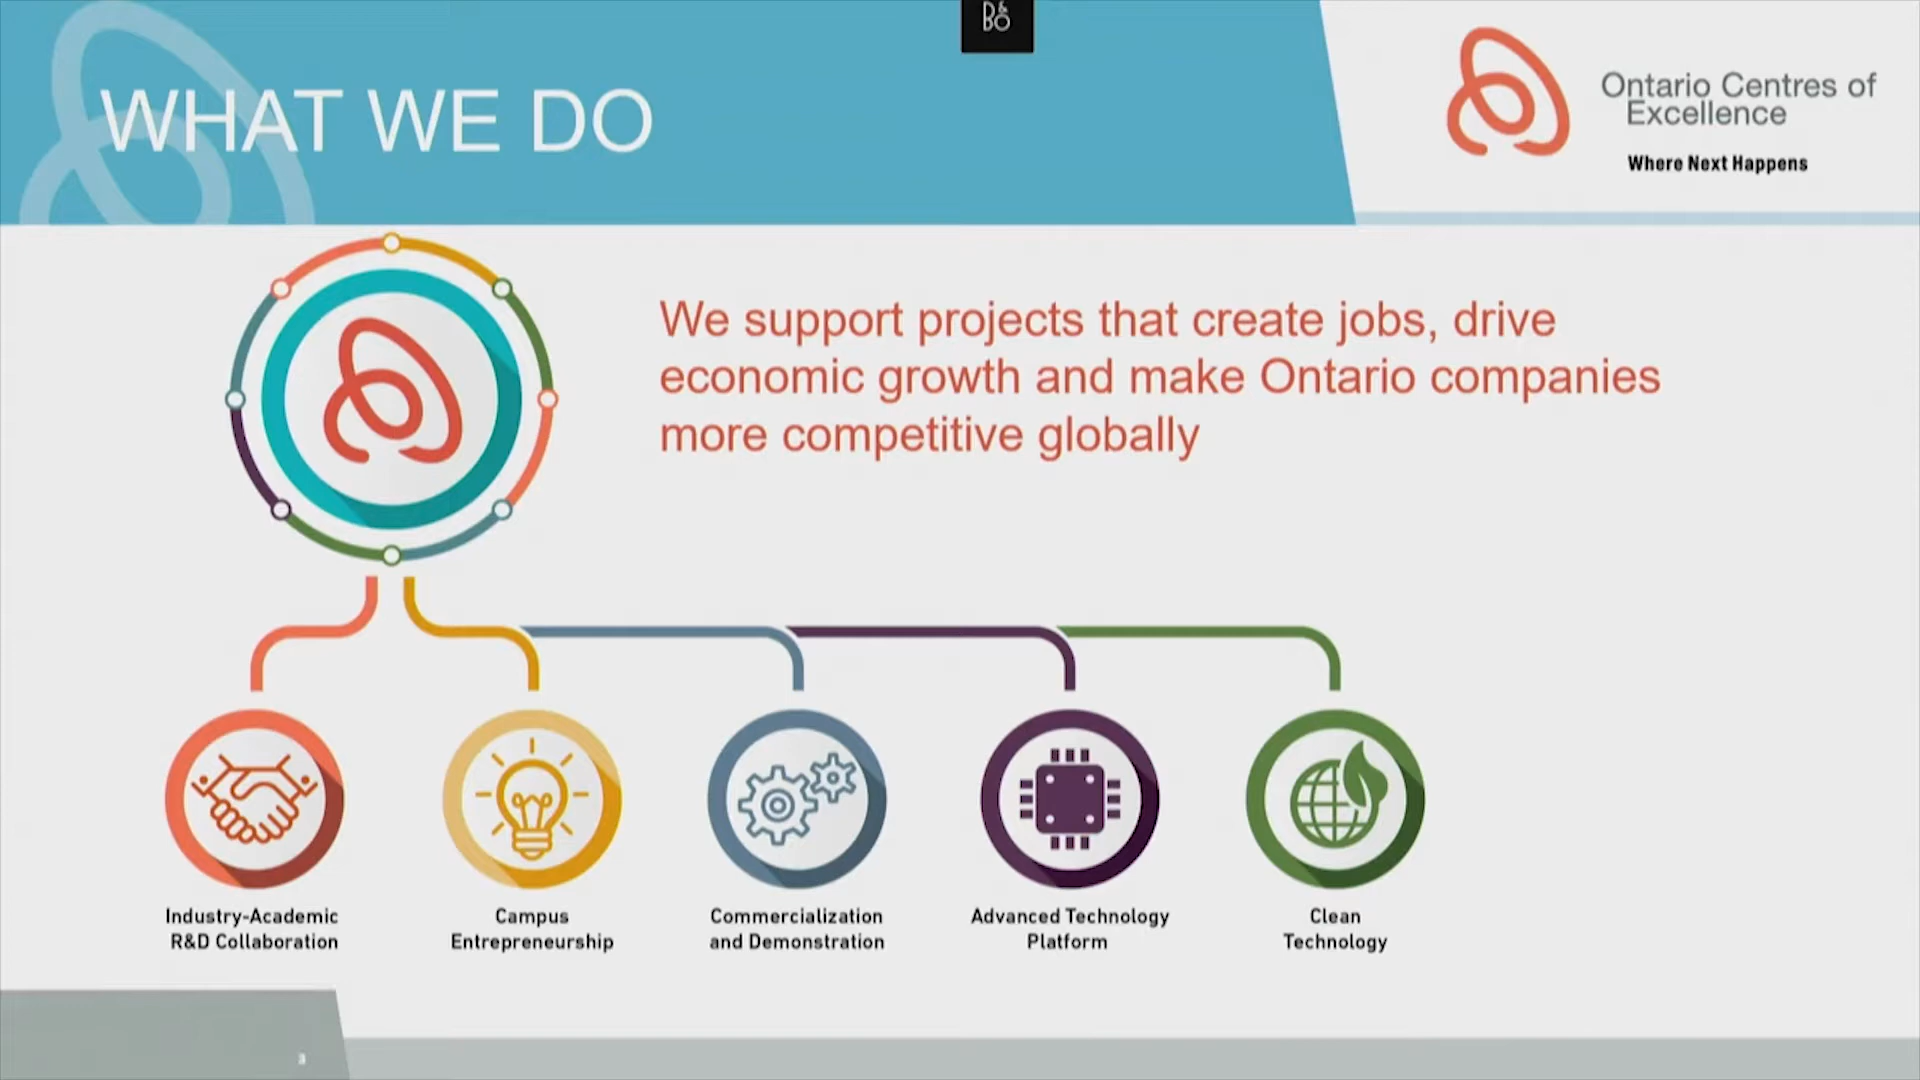 B&O
WHAT WE DO
Ontario Centres of
Excellence
Where Next Happens
We support projects that create jobs, drive
economic growth and make Ontario companies
more competitive globally
Industry-Academic
R&D Collaboration
Campus
Entrepreneurship
Commercialization
and Demonstration
Advanced Technology
Platform
Clean
Technology
3